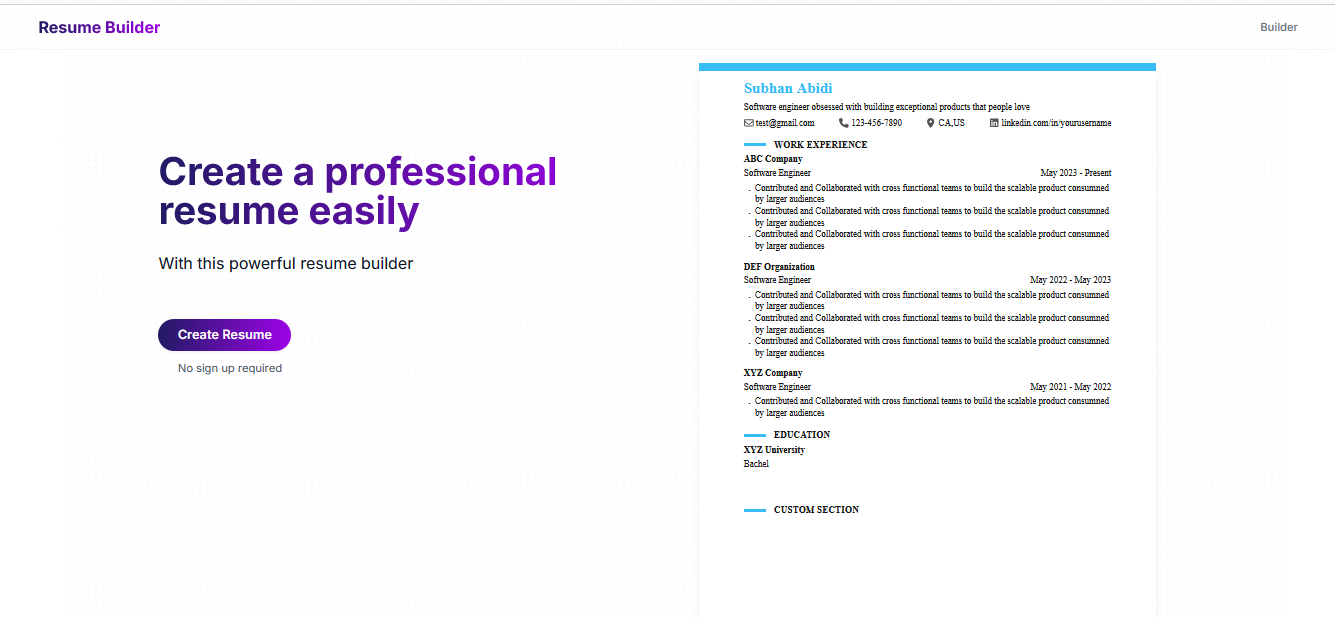 Resume Builder
Builder
Create a professional
resume easily
With this powerful resume builder
Create Resume
No sign up required
Subhan Abidi
Software engineer obsessed with building exceptional products that people love
test@gmail.com 123-456-7890 CA,US linkedin.com/in/yourusername
WORK EXPERIENCE
ABC Company
Software Engineer May 2023 - Present
. Contributed and Collaborated with cross functional teams to build the scalable product consumned
by larger audiences
. Contributed and Collaborated with cross functional teams to build the scalable product consumned
by larger audiences
. Contributed and Collaborated with cross functional teams to build the scalable product consumned
by larger audiences
DEF Organization
Software Engineer May 2022 - May 2023
. Contributed and Collaborated with cross functional teams to build the scalable product consumned
by larger audiences
. Contributed and Collaborated with cross functional teams to build the scalable product consumned
by larger audiences
. Contributed and Collaborated with cross functional teams to build the scalable product consumned
by larger audiences
XYZ Company
Software Engineer May 2021 - May 2022
. Contributed and Collaborated with cross functional teams to build the scalable product consumned
by larger audiences
EDUCATION
XYZ University
Bachel
CUSTOM SECTION